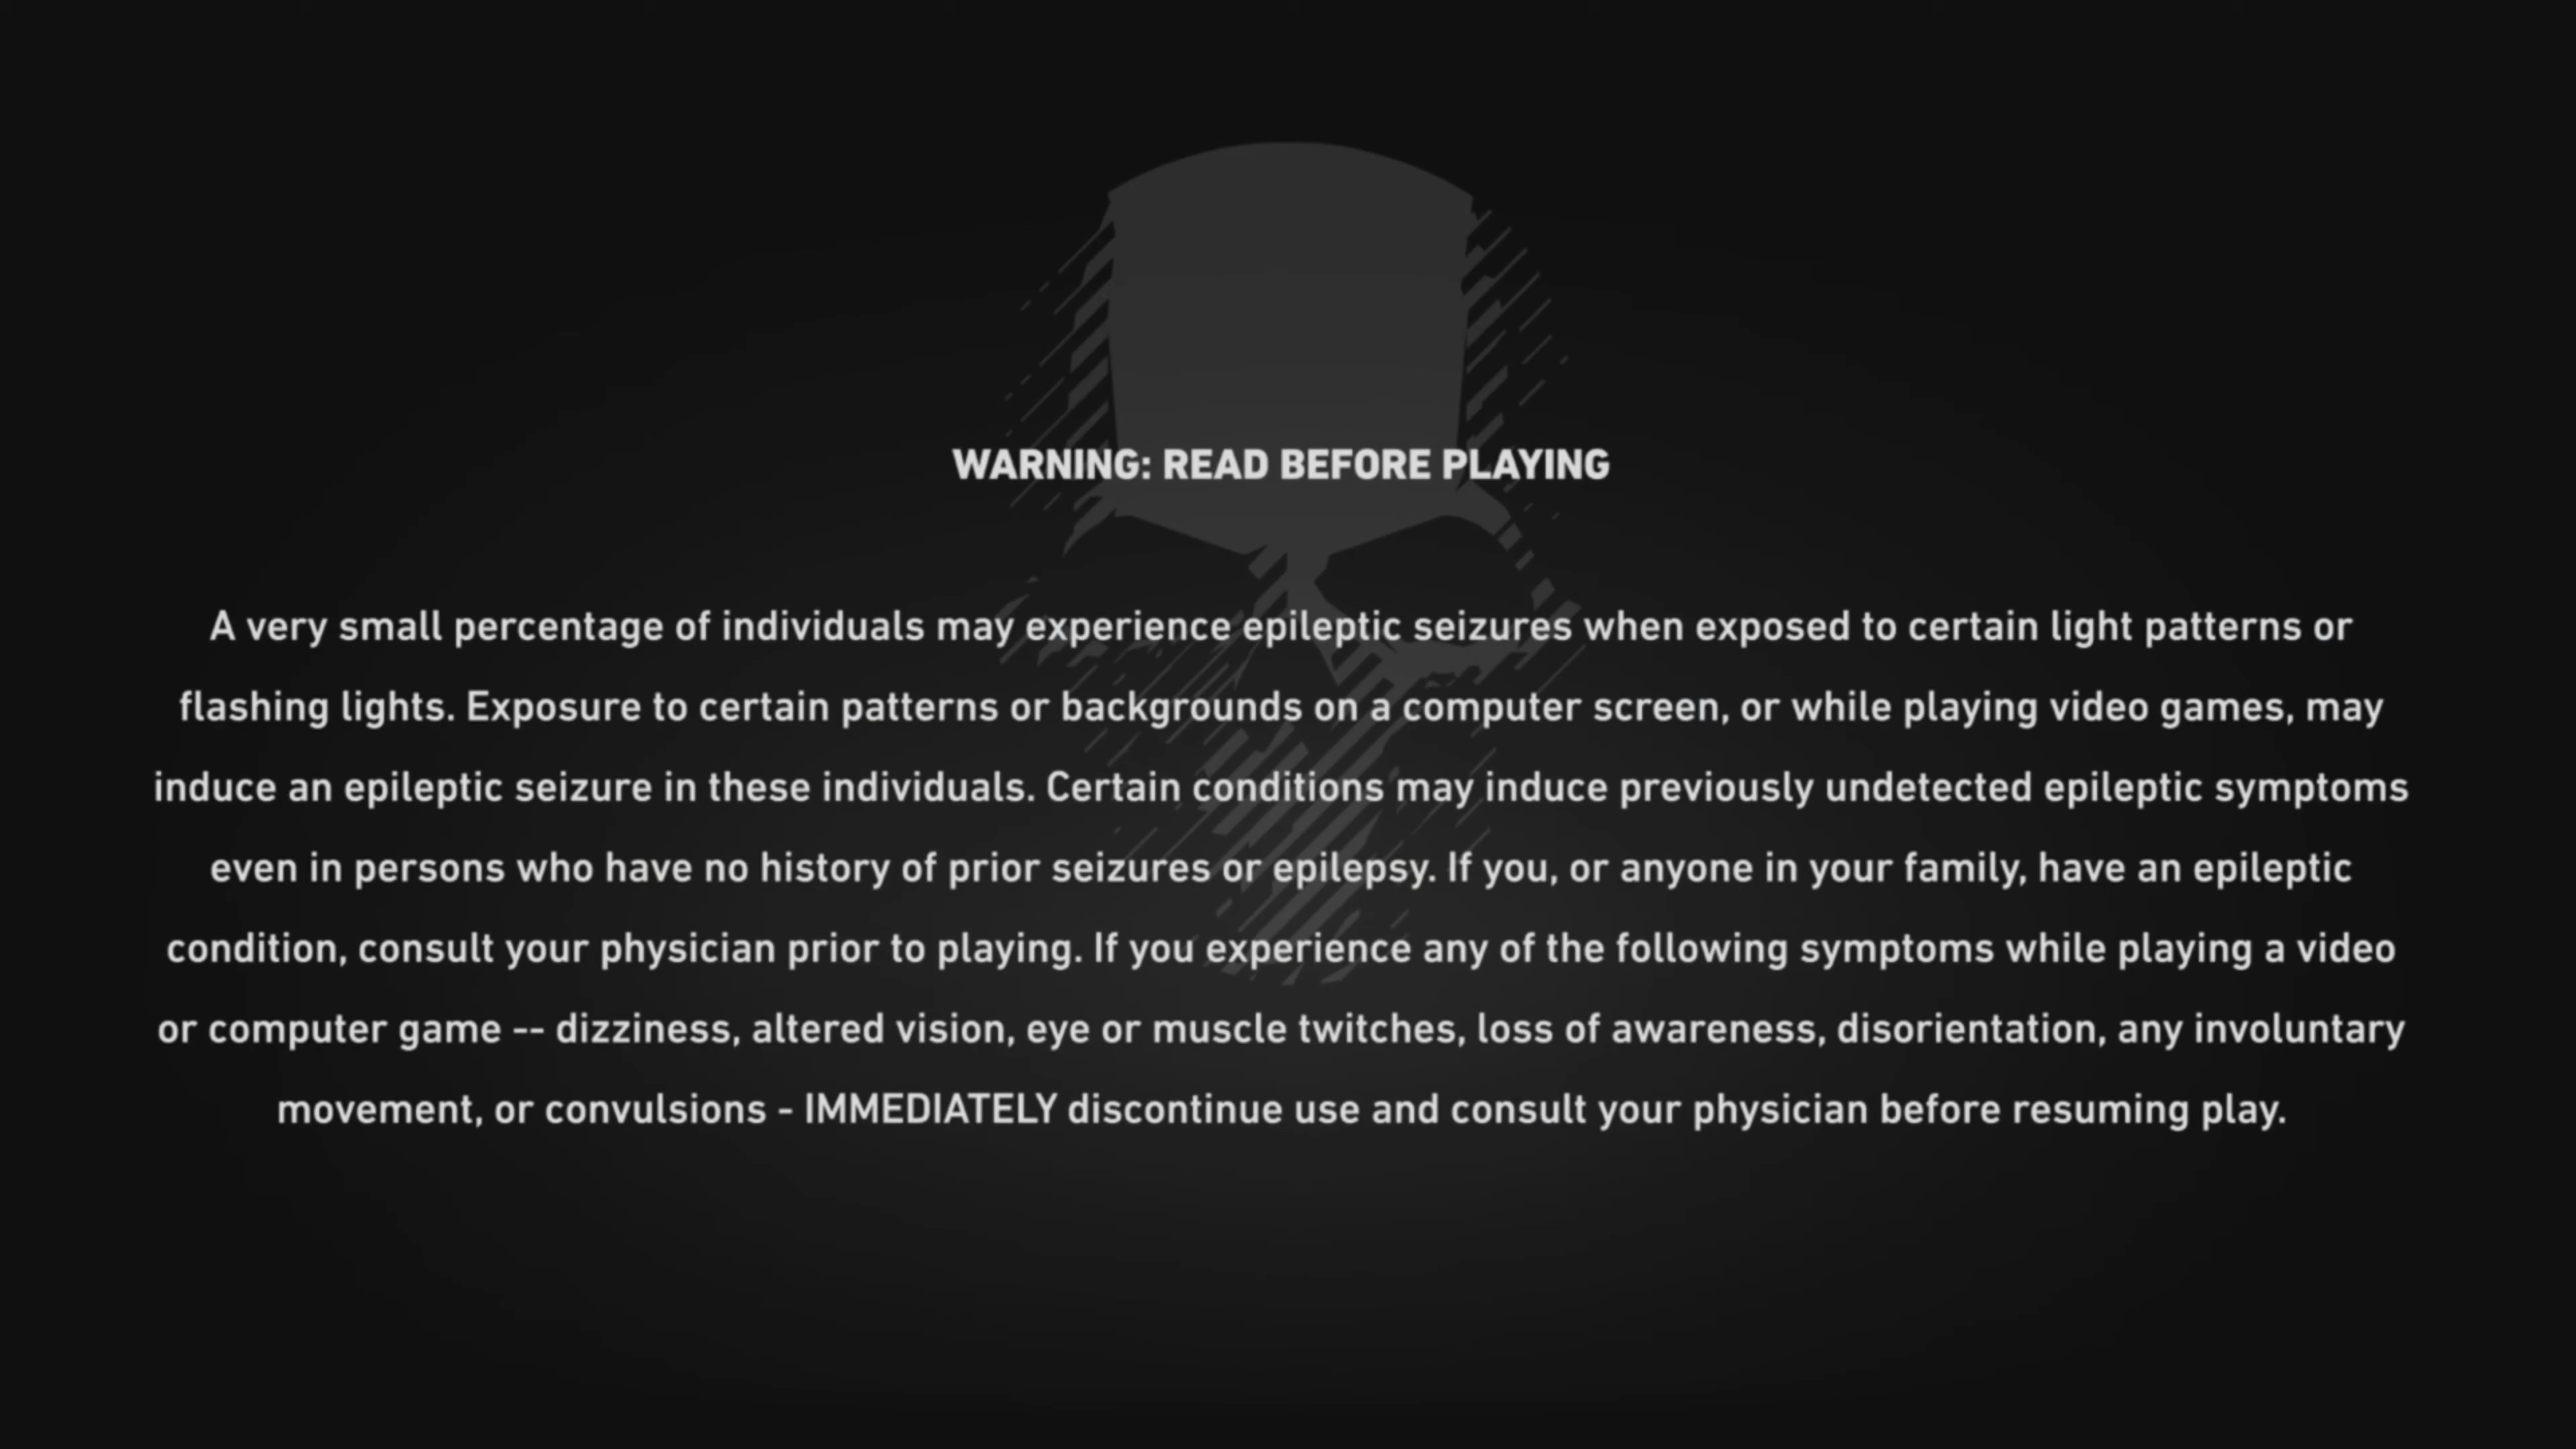 WARNING: READ BEFORE PLAYING
A very small percentage of individuals may experience epileptic seizures when exposed to certain light patterns or
flashing lights. Exposure to certain patterns or backgrounds on a computer screen, or while playing video games, may
induce an epileptic seizure in these individuals. Certain conditions may induce previously undetected epileptic symptoms
even in persons who have no history of prior seizures or epilepsy. If you, or anyone in your family, have an epileptic
condition, consult your physician prior to playing. If you experience any of the following symptoms while playing a video
or computer game -- dizziness, altered vision, eye or muscle twitches, loss of awareness, disorientation, any involuntary
movement, or convulsions - IMMEDIATELY discontinue use and consult your physician before resuming play.